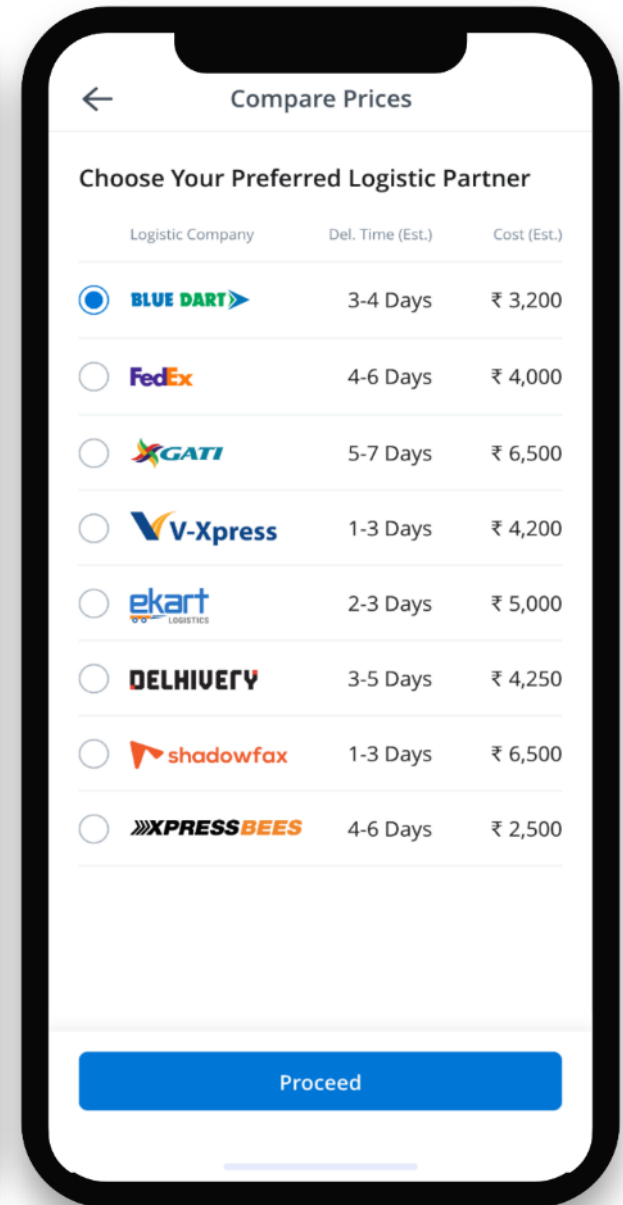 Compare Prices
Choose Your Preferred Logistic Partner
Logistic Company Del. Time (Est.) Cost (Est.)
BLUE DART 3-4 Days ₹ 3,200
FedEx 4-6 Days ₹ 4,000
GATI 5-7 Days ₹ 6,500
V-Xpress 1-3 Days ₹ 4,200
ekart LOGISTICS 2-3 Days ₹ 5,000
DELHIVERY 3-5 Days ₹ 4,250
shadowfax 1-3 Days ₹ 6,500
XPRESSBEES 4-6 Days ₹ 2,500
Proceed